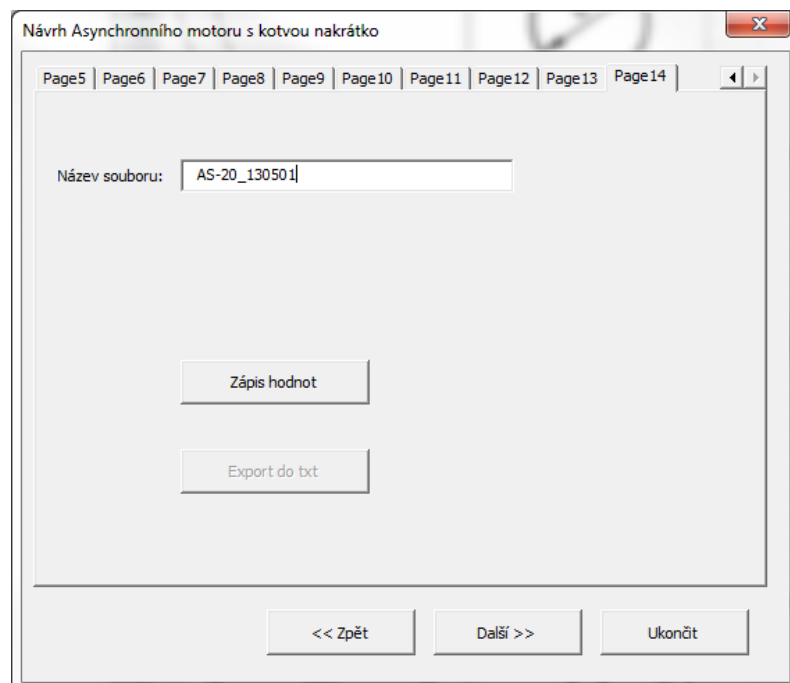 Návrh Asynchronního motoru s kotvou nakrátko
Page5 Page6 Page7 Page8 Page9 Page10 Page11 Page12 Page13 Page14
Název souboru: AS-20_130501
Zápis hodnot
Export do txt
<< Zpět Další >> Ukončit